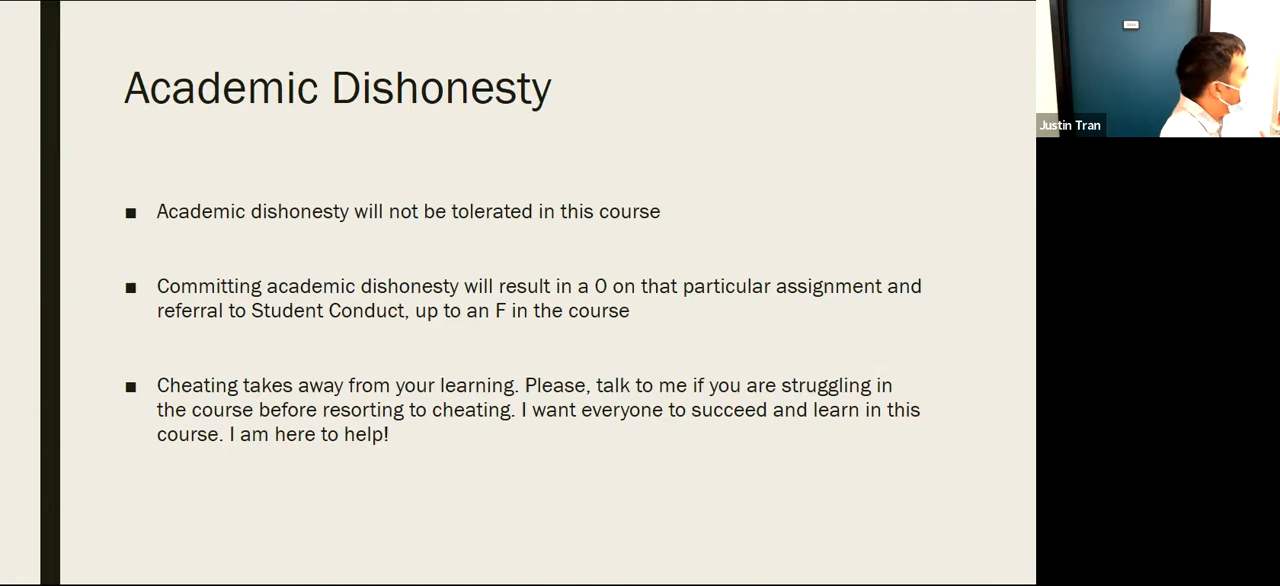 Academic Dishonesty
■ Academic dishonesty will not be tolerated in this course
■ Committing academic dishonesty will result in a 0 on that particular assignment and
referral to Student Conduct, up to an F in the course
■ Cheating takes away from your learning. Please, talk to me if you are struggling in
the course before resorting to cheating. I want everyone to succeed and learn in this
course. I am here to help!
Justin Tran